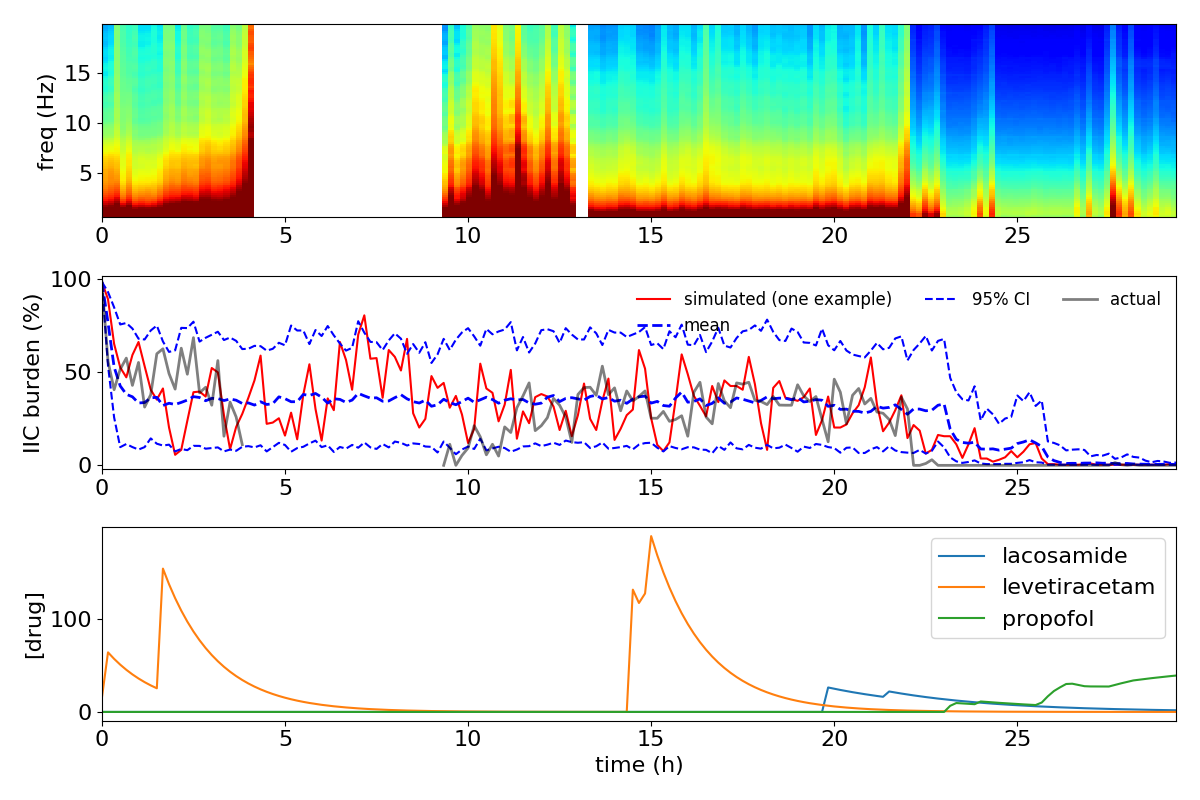 freq (Hz)
15
10
5
0 5 10 15 20 25
IIC burden (%)
100
50
0
simulated (one example) 95% CI actual
mean
0 5 10 15 20 25
[drug]
100
0
lacosamide
levetiracetam
propofol
0 5 10 15 20 25
time (h)